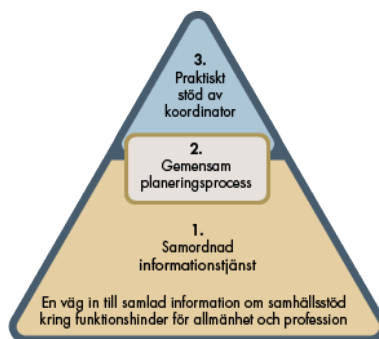 3.
Praktiskt
stöd av
koordinator
2.
Gemensam
planeringsprocess
1.
Samordnad
informationstjänst
En väg in till samlad information om samhällsstöd
kring funktionshinder för allmänhet och profession